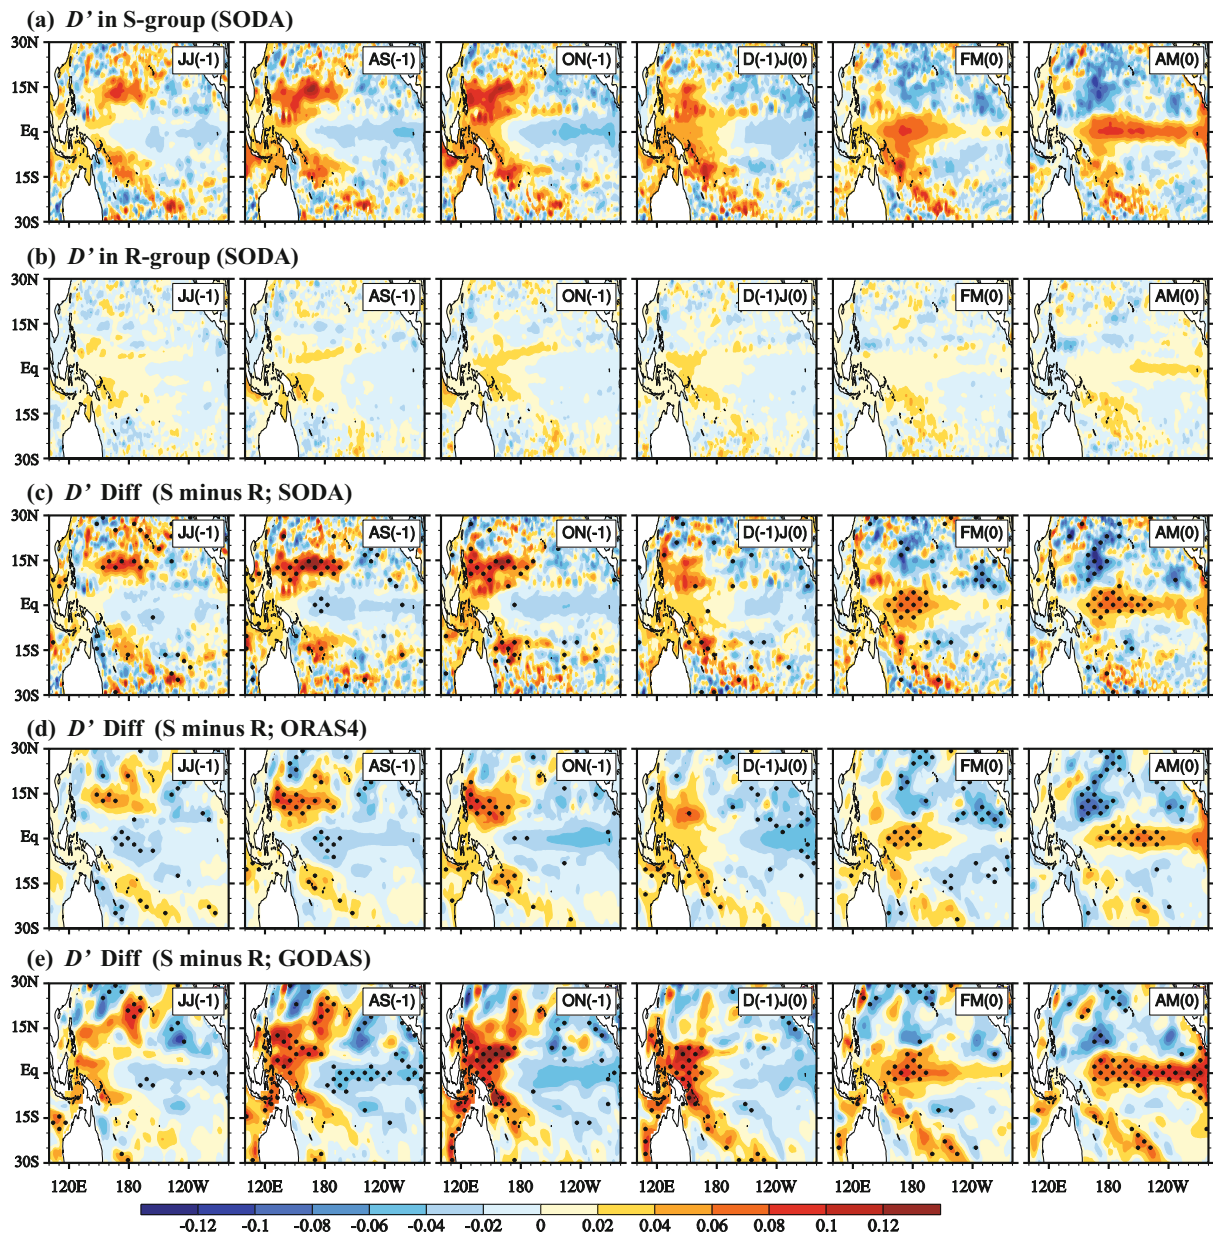 (a) D’ in S-group (SODA)
30N 15N Eq 15S 30S
JJ(-1) AS(-1) ON(-1) D(-1)J(0) FM(0) AM(0)
(b) D’ in R-group (SODA)
30N 15N Eq 15S 30S
JJ(-1) AS(-1) ON(-1) D(-1)J(0) FM(0) AM(0)
(c) D’ Diff (S minus R; SODA)
30N 15N Eq 15S 30S
JJ(-1) AS(-1) ON(-1) D(-1)J(0) FM(0) AM(0)
(d) D’ Diff (S minus R; ORAS4)
30N 15N Eq 15S 30S
JJ(-1) AS(-1) ON(-1) D(-1)J(0) FM(0) AM(0)
(e) D’ Diff (S minus R; GODAS)
30N 15N Eq 15S 30S
JJ(-1) AS(-1) ON(-1) D(-1)J(0) FM(0) AM(0)
120E 180 120W 120E 180 120W 120E 180 120W 120E 180 120W 120E 180 120W 120E 180 120W
-0.12 -0.1 -0.08 -0.06 -0.04 -0.02 0 0.02 0.04 0.06 0.08 0.1 0.12